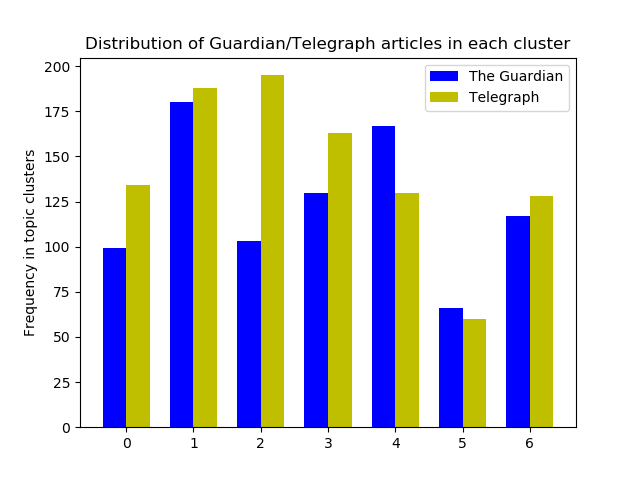 Distribution of Guardian/Telegraph articles in each cluster
200
175
150
125
100
75
50
25
0
Frequency in topic clusters
The Guardian
Telegraph
0 1 2 3 4 5 6